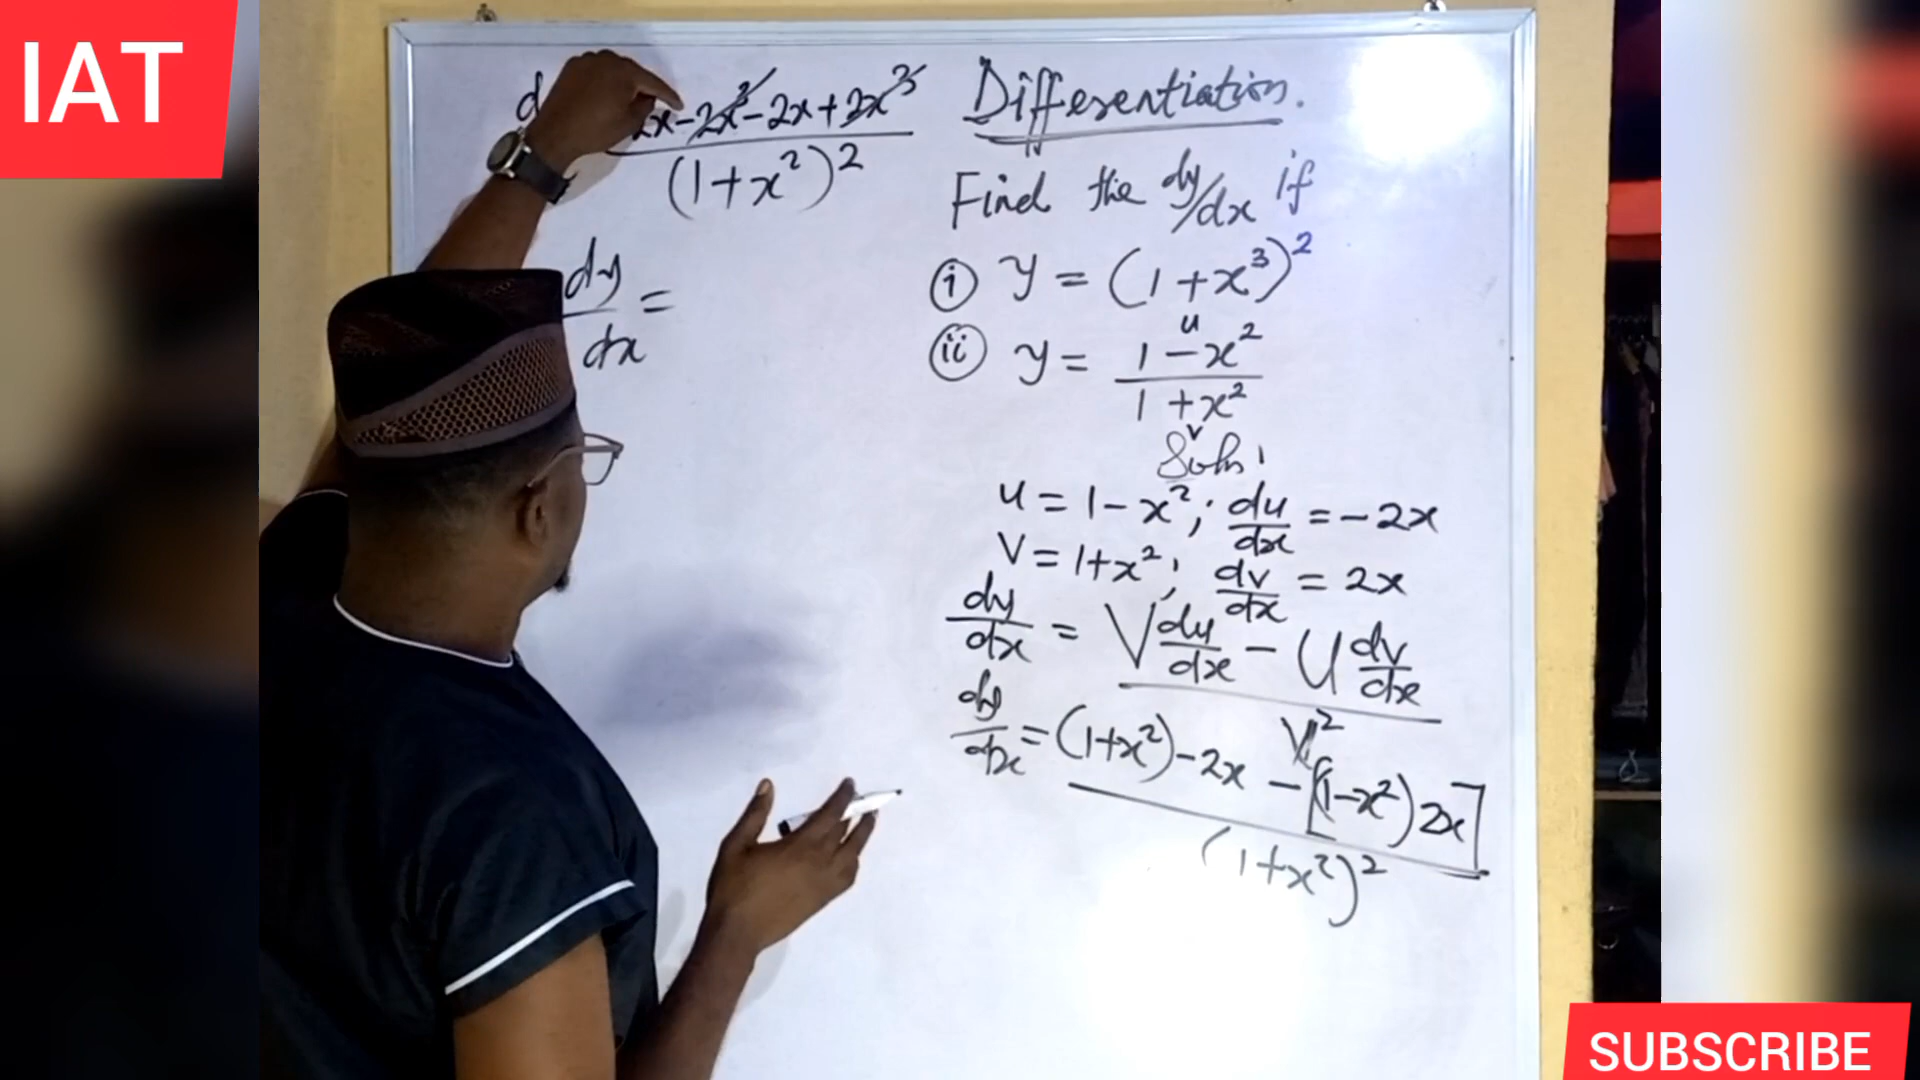 IAT
2x-2x³-2x+2x³
(1+x²)²
dy/dx =
Differentiation.
Find the dy/dx if
(i) y = (1+x³)²
u
(ii) y = 1-x²
1+x²
v
Soln.
u = 1-x²; du/dx = -2x
V = 1+x²; dv/dx = 2x
dy/dx = V du/dx - U dv/dx
V²
dy/dx = (1+x²)-2x - [(1-x²)2x]
(1+x²)²
SUBSCRIBE